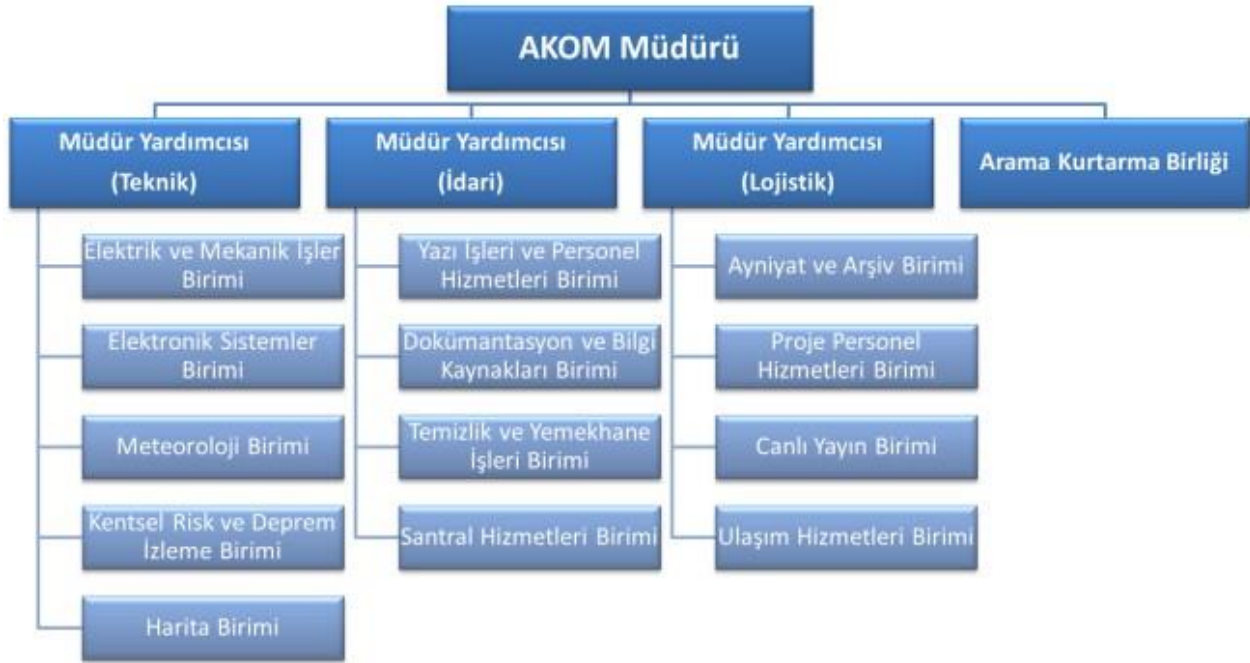 AKOM Müdürü
Müdür Yardımcısı
(Teknik)
Müdür Yardımcısı
(İdari)
Müdür Yardımcısı
(Lojistik)
Arama Kurtarma Birliği
Elektrik ve Mekanik İşler
Birimi
Elektronik Sistemler
Birimi
Meteoroloji Birimi
Kentsel Risk ve Deprem
İzleme Birimi
Harita Birimi
Yazı İşleri ve Personel
Hizmetleri Birimi
Dokümantasyon ve Bilgi
Kaynakları Birimi
Temizlik ve Yemekhane
İşleri Birimi
Santral Hizmetleri Birimi
Ayniyat ve Arşiv Birimi
Proje Personel
Hizmetleri Birimi
Canlı Yayın Birimi
Ulaşım Hizmetleri Birimi